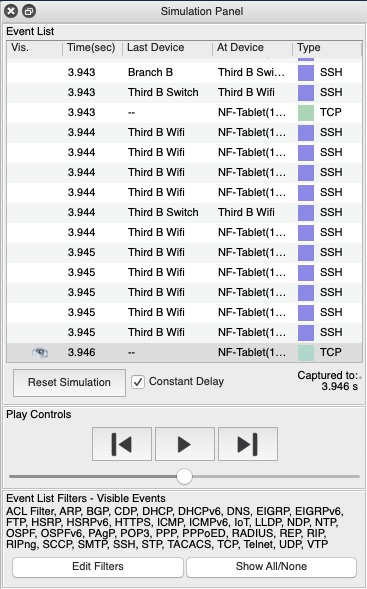 Simulation Panel
Event List
Vis. Time(sec) Last Device At Device Type
3.943 Branch B Third B Swi... SSH
3.943 Third B Switch Third B Wifi SSH
3.943 -- NF-Tablet(1... TCP
3.944 Third B Wifi NF-Tablet(1... SSH
3.944 Third B Wifi NF-Tablet(1... SSH
3.944 Third B Wifi NF-Tablet(1... SSH
3.944 Third B Wifi NF-Tablet(1... SSH
3.944 Third B Switch Third B Wifi SSH
3.945 Third B Wifi NF-Tablet(1... SSH
3.945 Third B Wifi NF-Tablet(1... SSH
3.945 Third B Wifi NF-Tablet(1... SSH
3.945 Third B Wifi NF-Tablet(1... SSH
3.945 Third B Wifi NF-Tablet(1... SSH
3.946 -- NF-Tablet(1... TCP
Reset Simulation Constant Delay Captured to:
3.946 s
Play Controls
Event List Filters - Visible Events
ACL Filter, ARP, BGP, CDP, DHCP, DHCPv6, DNS, EIGRP, EIGRPv6,
FTP, HSRP, HSRPv6, HTTPS, ICMP, ICMPv6, IoT, LLDP, NDP, NTP,
OSPF, OSPFv6, PAgP, POP3, PPP, PPPoED, RADIUS, REP, RIP,
RIPng, SCCP, SMTP, SSH, STP, TACACS, TCP, Telnet, UDP, VTP
Edit Filters Show All/None